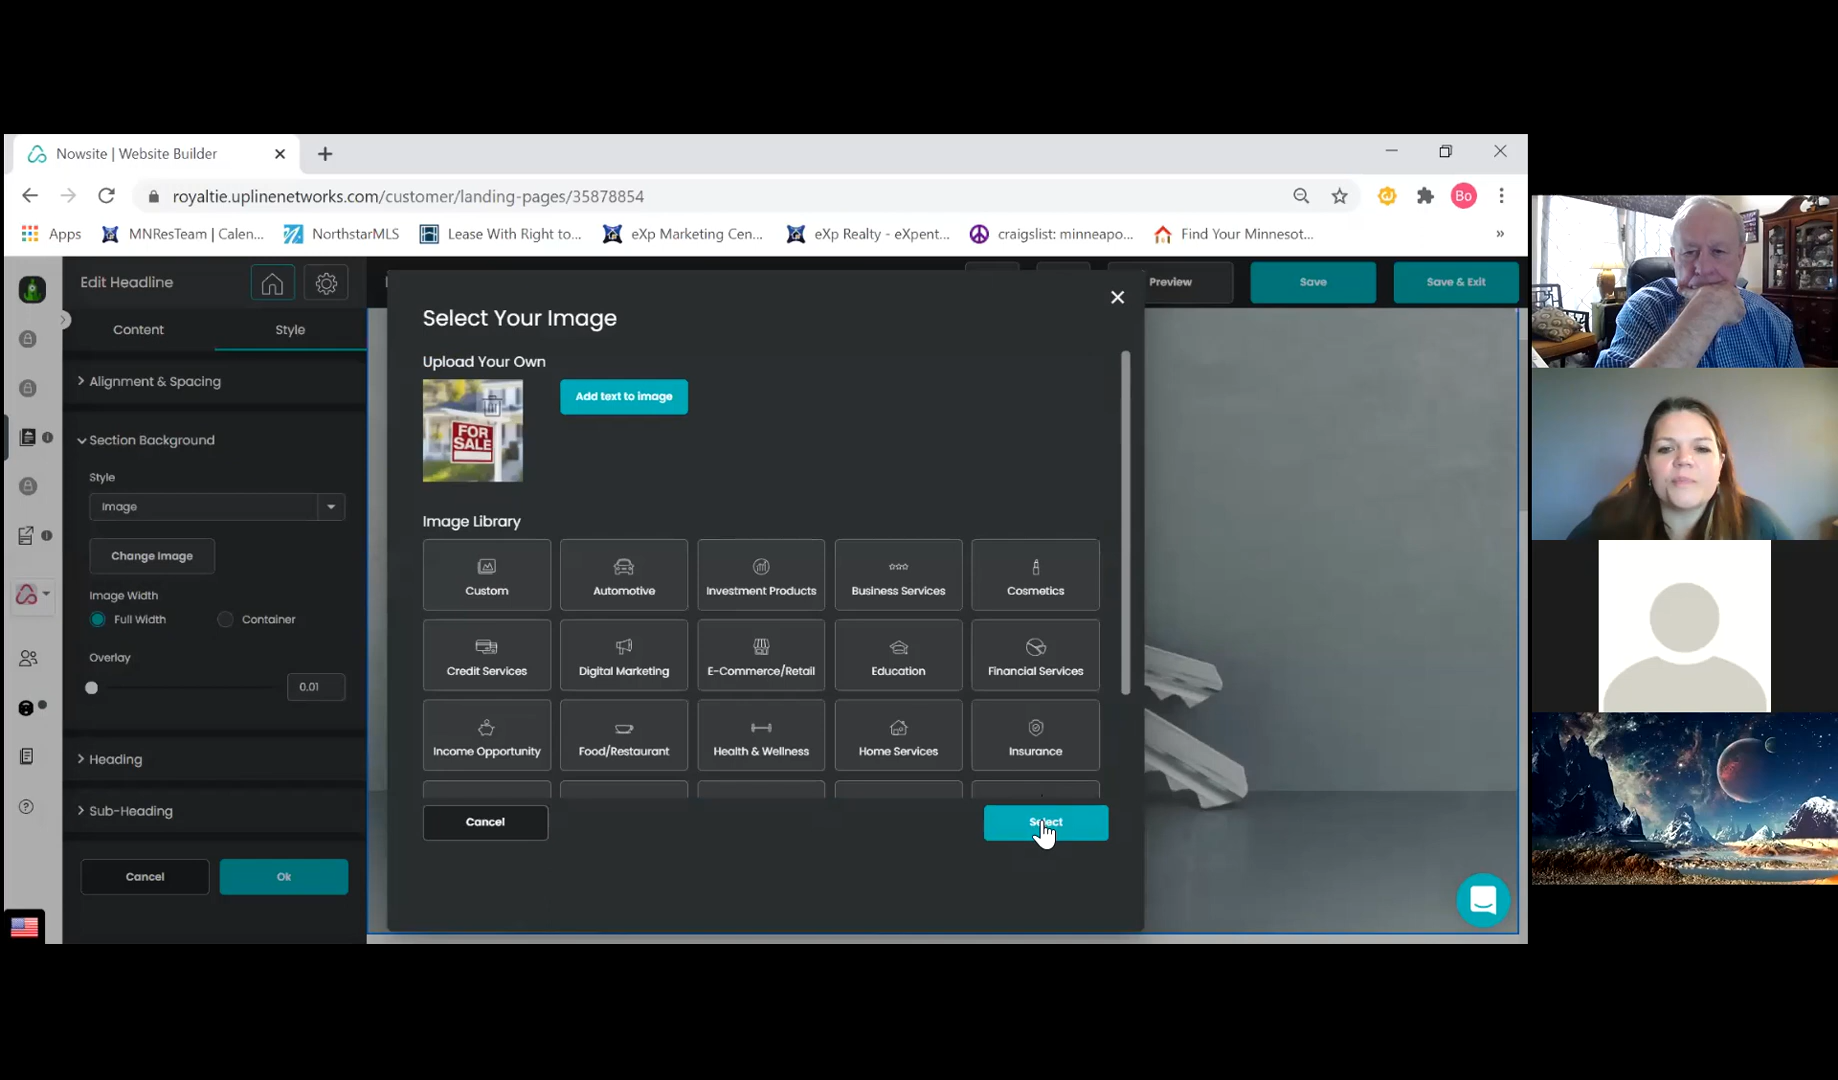 Nowsite | Website Builder
royaltie.uplinenetworks.com/customer/landing-pages/35878854
Bo
Apps
MNResTeam | Calen...
NorthstarMLS
Lease With Right to...
eXp Marketing Cen...
eXp Realty - eXpent...
craigslist: minneapo...
Find Your Minnesot...
»
Edit Headline
Preview
Save
Save & Exit
Content
Style
Alignment & Spacing
Section Background
Style
Image
Change Image
Image Width
Full Width
Container
Overlay
0.01
Heading
Sub-Heading
Cancel
Ok
Select Your Image
Upload Your Own
FOR
SALE
Add text to image
Image Library
Custom
Automotive
Investment Products
Business Services
Cosmetics
Credit Services
Digital Marketing
E-Commerce/Retail
Education
Financial Services
Income Opportunity
Food/Restaurant
Health & Wellness
Home Services
Insurance
Cancel
Select